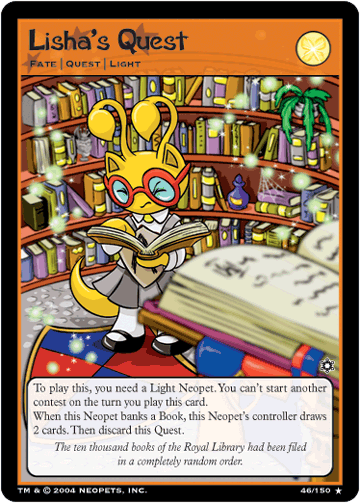 Lisha's Quest
FATE | QUEST | LIGHT
To play this, you need a Light Neopet. You can't start another
contest on the turn you play this card.
When this Neopet banks a Book, this Neopet's controller draws
2 cards. Then discard this Quest.
The ten thousand books of the Royal Library had been filed
in a completely random order.
TM & © 2004 NEOPETS, INC.
46/150 ★